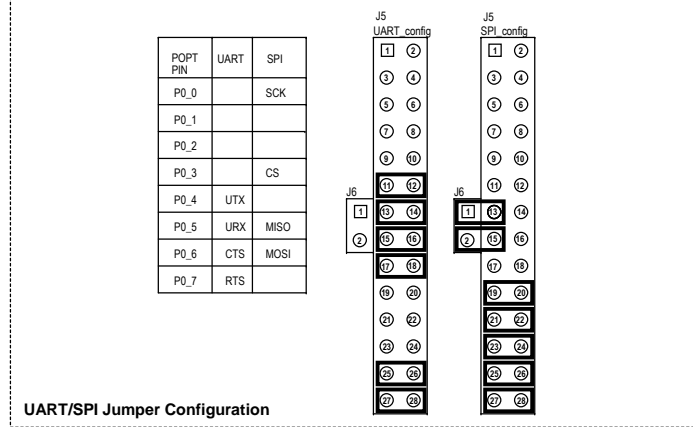 J5
UART_config
J5
SPI_config
POPT PIN UART SPI
P0_0 SCK
P0_1
P0_2
P0_3 CS
P0_4 UTX
P0_5 URX MISO
P0_6 CTS MOSI
P0_7 RTS
J6
1
2
1 2
3 4
5 6
7 8
9 10
11 12
13 14
15 16
17 18
19 20
21 22
23 24
25 26
27 28
J6
1
2
1 2
3 4
5 6
7 8
9 10
11 12
13 14
15 16
17 18
19 20
21 22
23 24
25 26
27 28
UART/SPI Jumper Configuration